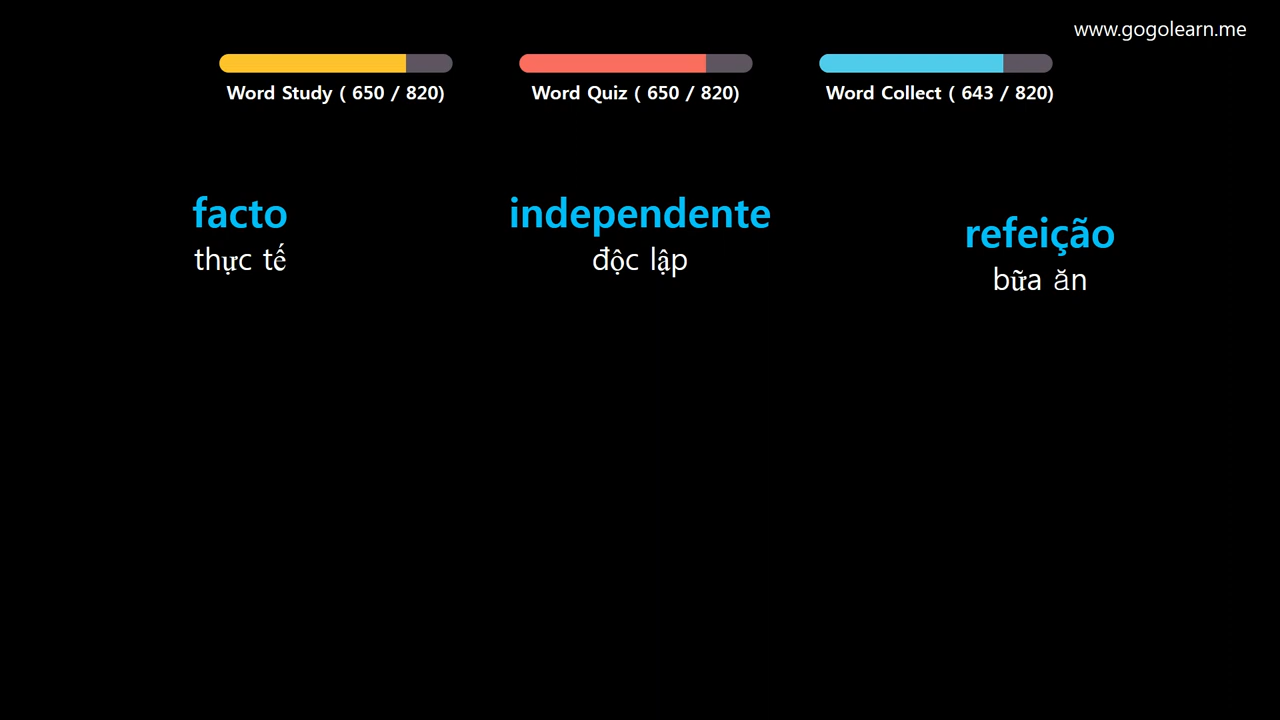 www.gogolearn.me
Word Study ( 650 / 820)
Word Quiz ( 650 / 820)
Word Collect ( 643 / 820)
facto
thực tế
independente
độc lập
refeição
bữa ăn